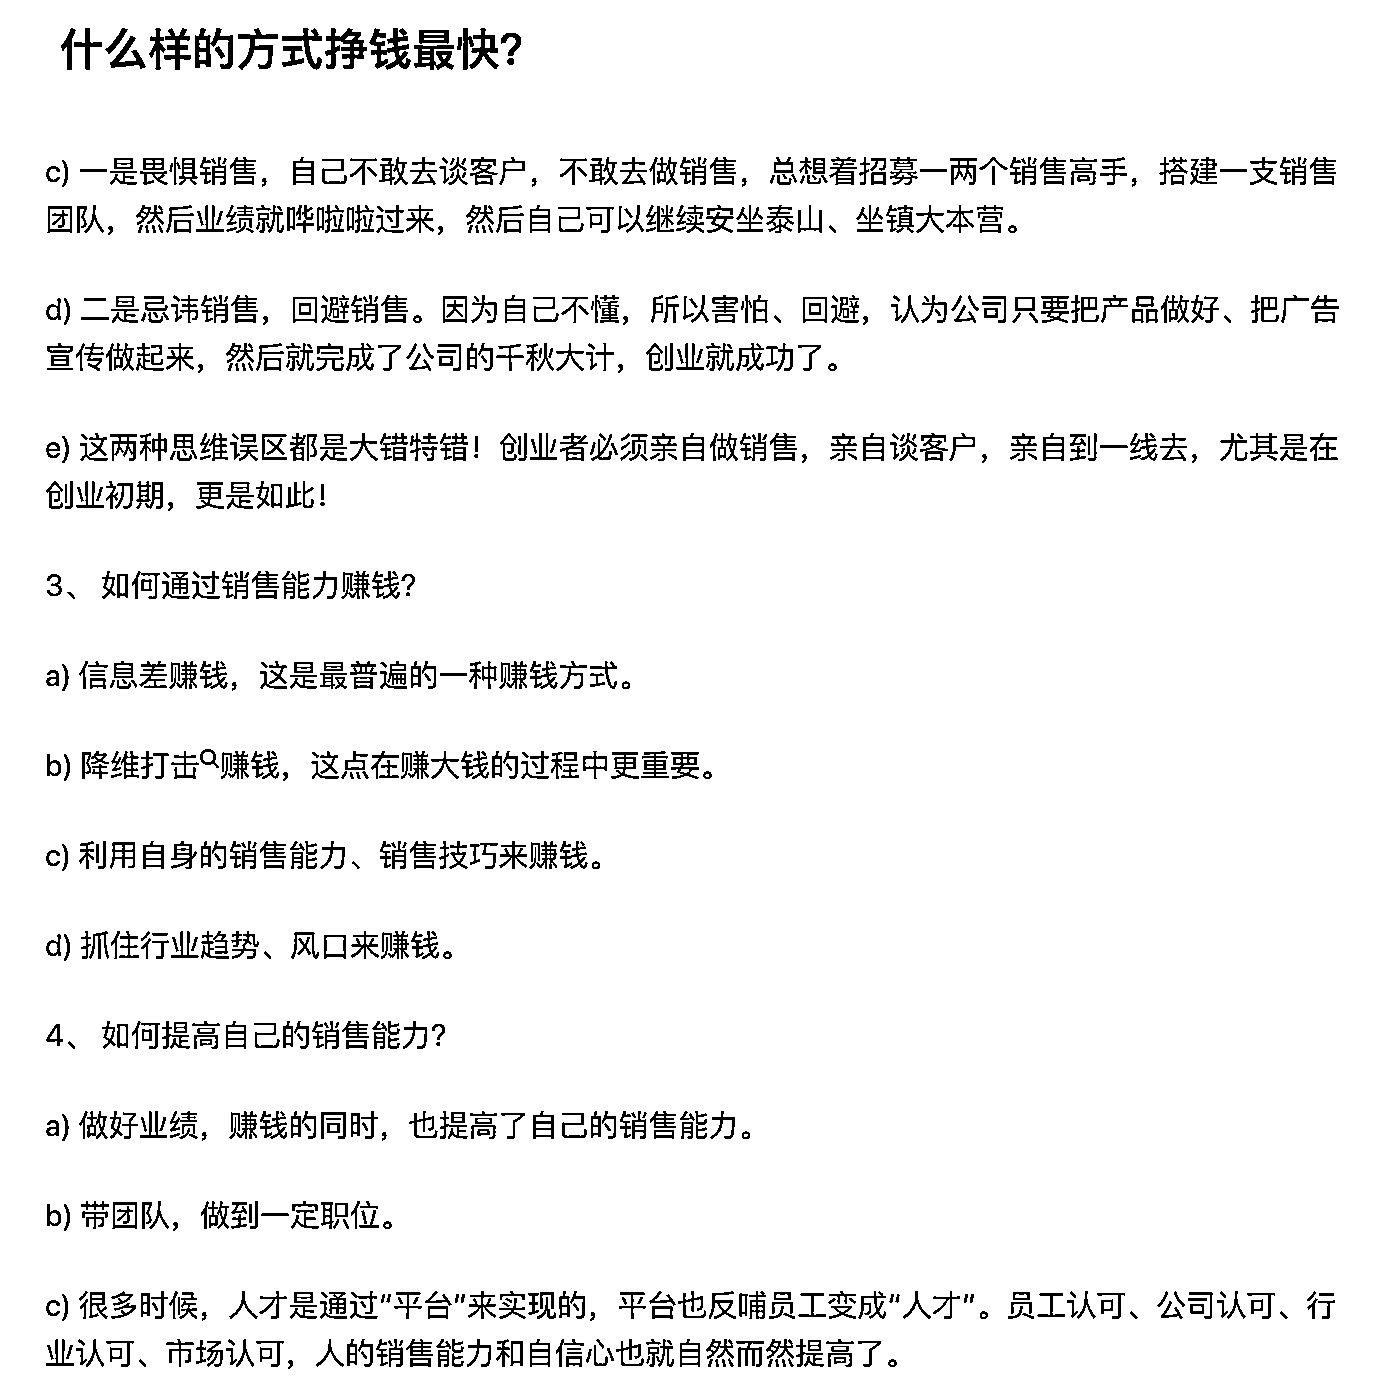 什么样的方式挣钱最快？
c) 一是畏惧销售，自己不敢去谈客户，不敢去做销售，总想着招募一两个销售高手，搭建一支销售
团队，然后业绩就哗啦啦过来，然后自己可以继续安坐泰山、坐镇大本营。
d) 二是忌讳销售，回避销售。因为自己不懂，所以害怕、回避，认为公司只要把产品做好、把广告
宣传做起来，然后就完成了公司的千秋大计，创业就成功了。
e) 这两种思维误区都是大错特错！创业者必须亲自做销售，亲自谈客户，亲自到一线去，尤其是在
创业初期，更是如此！
3、 如何通过销售能力赚钱？
a) 信息差赚钱，这是最普遍的一种赚钱方式。
b) 降维打击赚钱，这点在赚大钱的过程中更重要。
c) 利用自身的销售能力、销售技巧来赚钱。
d) 抓住行业趋势、风口来赚钱。
4、 如何提高自己的销售能力？
a) 做好业绩，赚钱的同时，也提高了自己的销售能力。
b) 带团队，做到一定职位。
c) 很多时候，人才是通过“平台”来实现的，平台也反哺员工变成“人才”。员工认可、公司认可、行
业认可、市场认可，人的销售能力和自信心也就自然而然提高了。